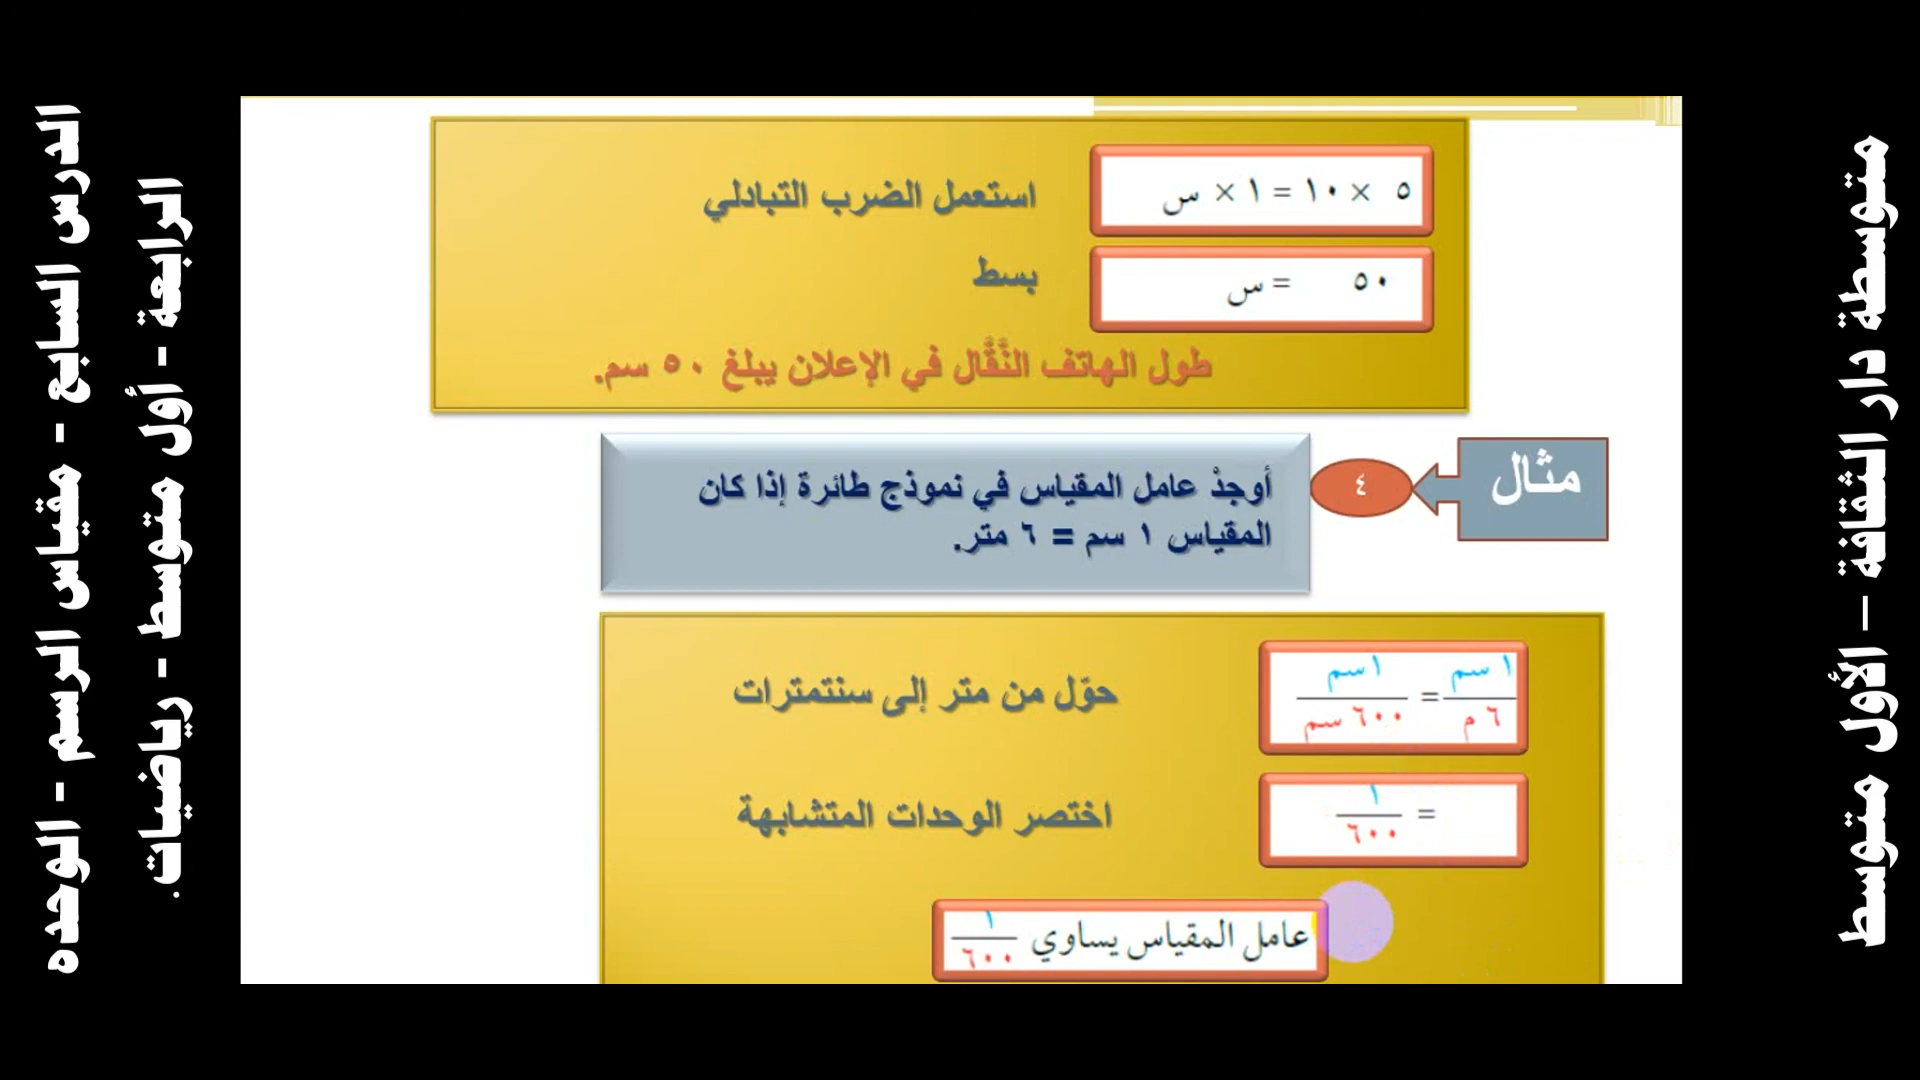 متوسطة دار الثقافة – الأول متوسط
٥ × ١٠ = ١ × س
استعمل الضرب التبادلي
٥٠ = س
بسط
طول الهاتف النَّقَّال في الإعلان يبلغ ٥٠ سم.
مثال
٤
أوجدْ عامل المقياس في نموذج طائرة إذا كان
المقياس ١ سم = ٦ متر.
١ سم / ٦ م = ١ سم / ٦٠٠ سم
حوّل من متر إلى سنتمترات
= ١ / ٦٠٠
اختصر الوحدات المتشابهة
عامل المقياس يساوي ١ / ٦٠٠
الدرس السابع - مقياس الرسم - الوحده
الرابعة - أول متوسط - رياضيات.